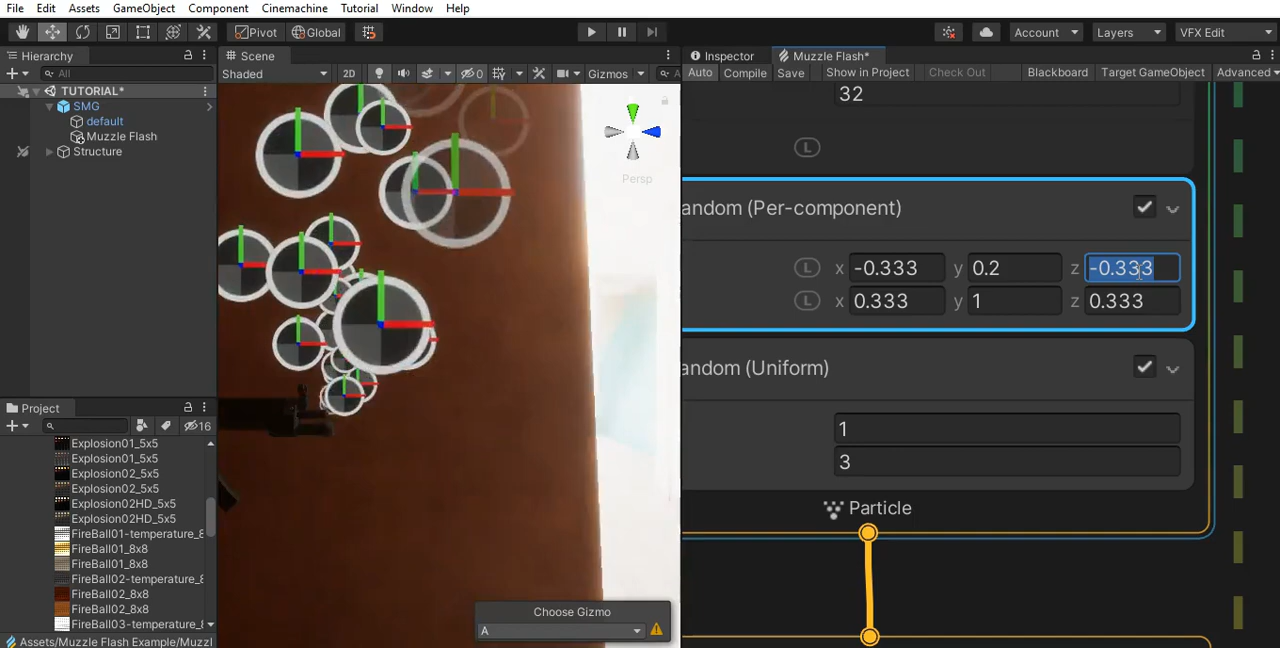 File Edit Assets GameObject Component Cinemachine Tutorial Window Help
Pivot Global Account Layers VFX Edit
Hierarchy Scene Inspector Muzzle Flash*
All Shaded 2D 0 Gizmos A Auto Compile Save Show in Project Check Out Blackboard Target GameObject Advanced
TUTORIAL*
SMG
default
Muzzle Flash
Structure
Persp
32
L
andom (Per-component)
L x -0.333 y 0.2 z -0.333
L x 0.333 y 1 z 0.333
andom (Uniform)
1
3
Particle
Project
16
Explosion01_5x5
Explosion01_5x5
Explosion02_5x5
Explosion02_5x5
Explosion02HD_5x5
Explosion02HD_5x5
FireBall01-temperature_8
FireBall01_8x8
FireBall01_8x8
FireBall02-temperature_8
FireBall02_8x8
FireBall02_8x8
FireBall03-temperature_8
Choose Gizmo
A
Assets/Muzzle Flash Example/Muzzl